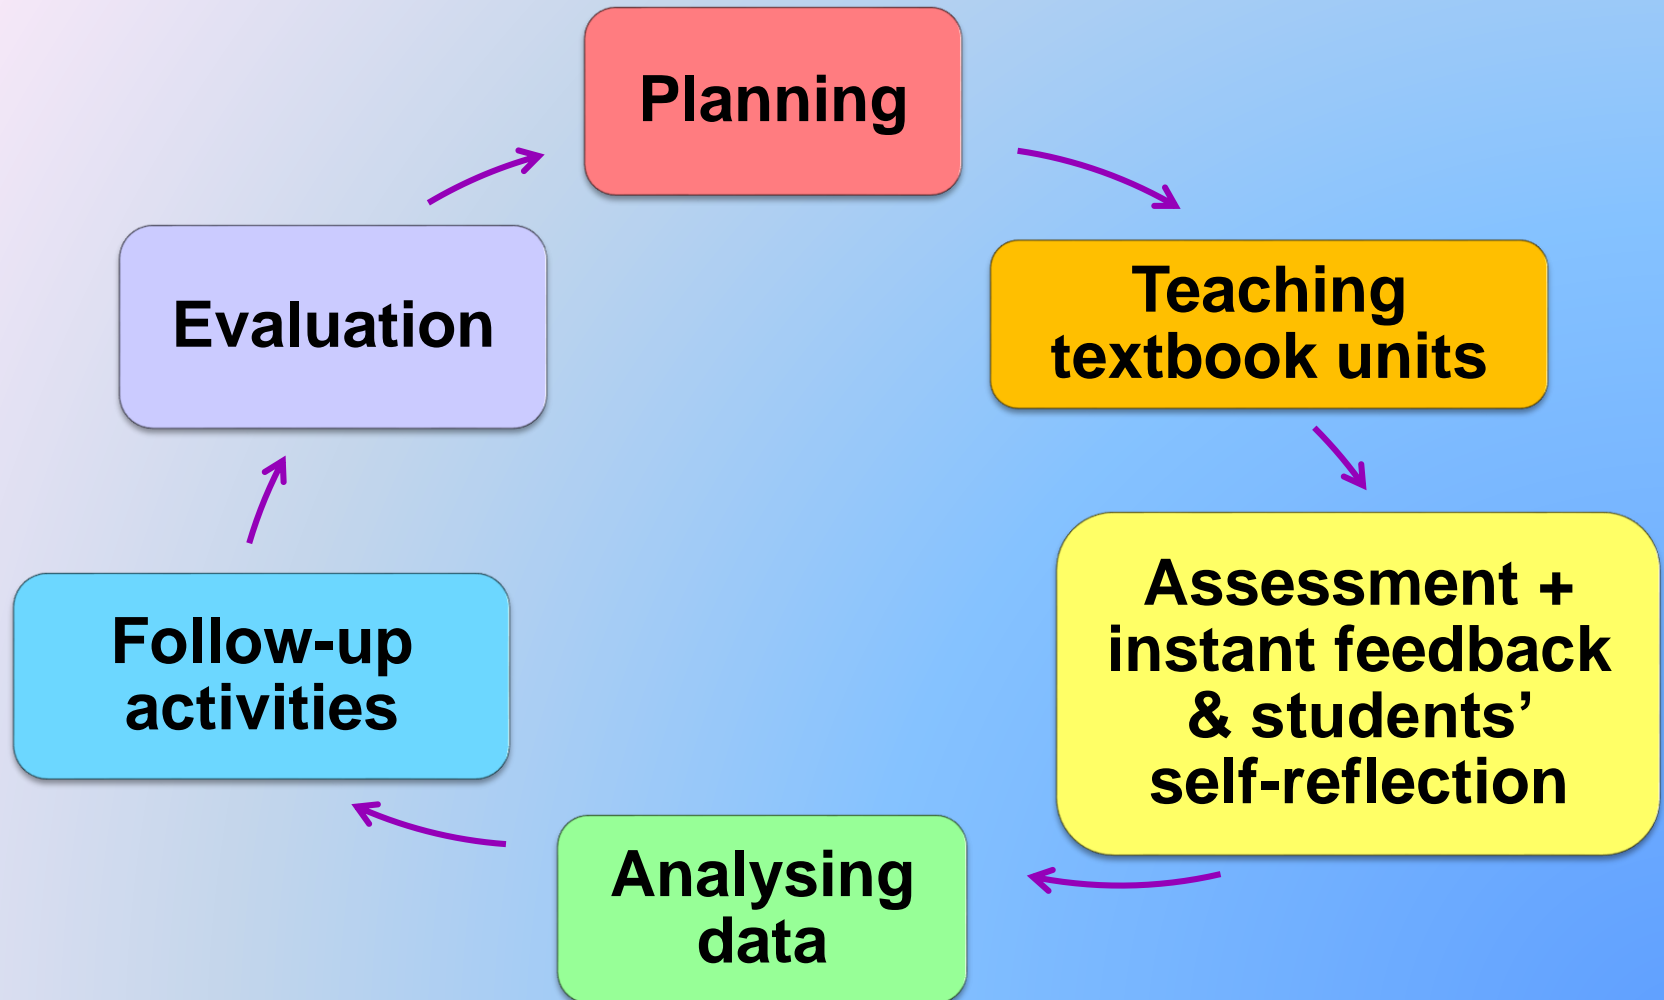 Planning
Teaching
textbook units
Assessment +
instant feedback
& students’
self-reflection
Analysing
data
Follow-up
activities
Evaluation